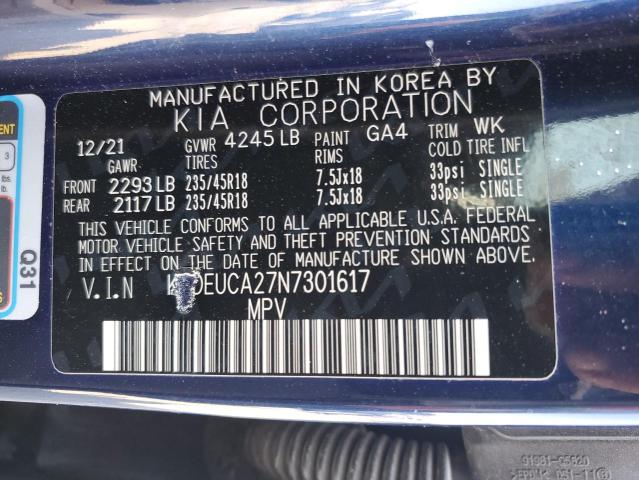 MANUFACTURED IN KOREA BY
KIA CORPORATION
12/21 GVWR 4245 LB PAINT GA4 TRIM WK
GAWR TIRES RIMS COLD TIRE INFL
FRONT 2293 LB 235/45R18 7.5Jx18 33psi SINGLE
REAR 2117 LB 235/45R18 7.5Jx18 33psi SINGLE
THIS VEHICLE CONFORMS TO ALL APPLICABLE U.S.A. FEDERAL
MOTOR VEHICLE SAFETY AND THEFT PREVENTION STANDARDS
IN EFFECT ON THE DATE OF MANUFACTURE SHOWN ABOVE.
V.I.N
MPV
Q31
3
lbs.
lb.